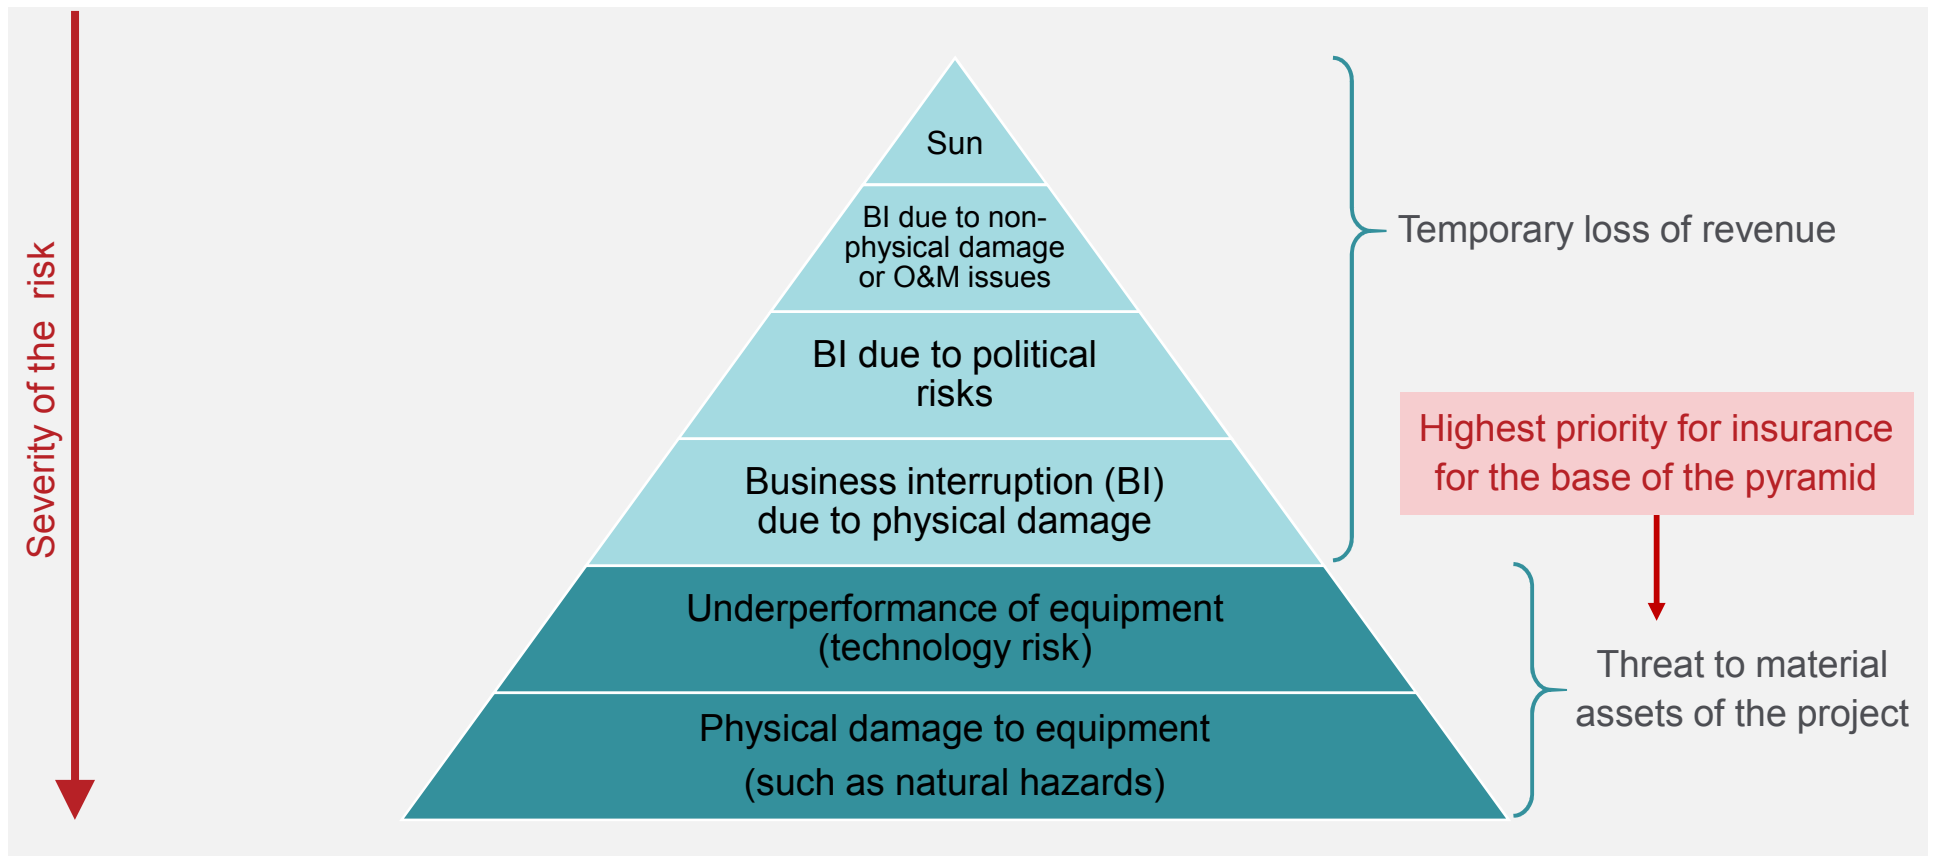 Severity of the risk
Sun
BI due to non-
physical damage
or O&M issues
BI due to political
risks
Business interruption (BI)
due to physical damage
Underperformance of equipment
(technology risk)
Physical damage to equipment
(such as natural hazards)
Temporary loss of revenue
Highest priority for insurance
for the base of the pyramid
Threat to material
assets of the project